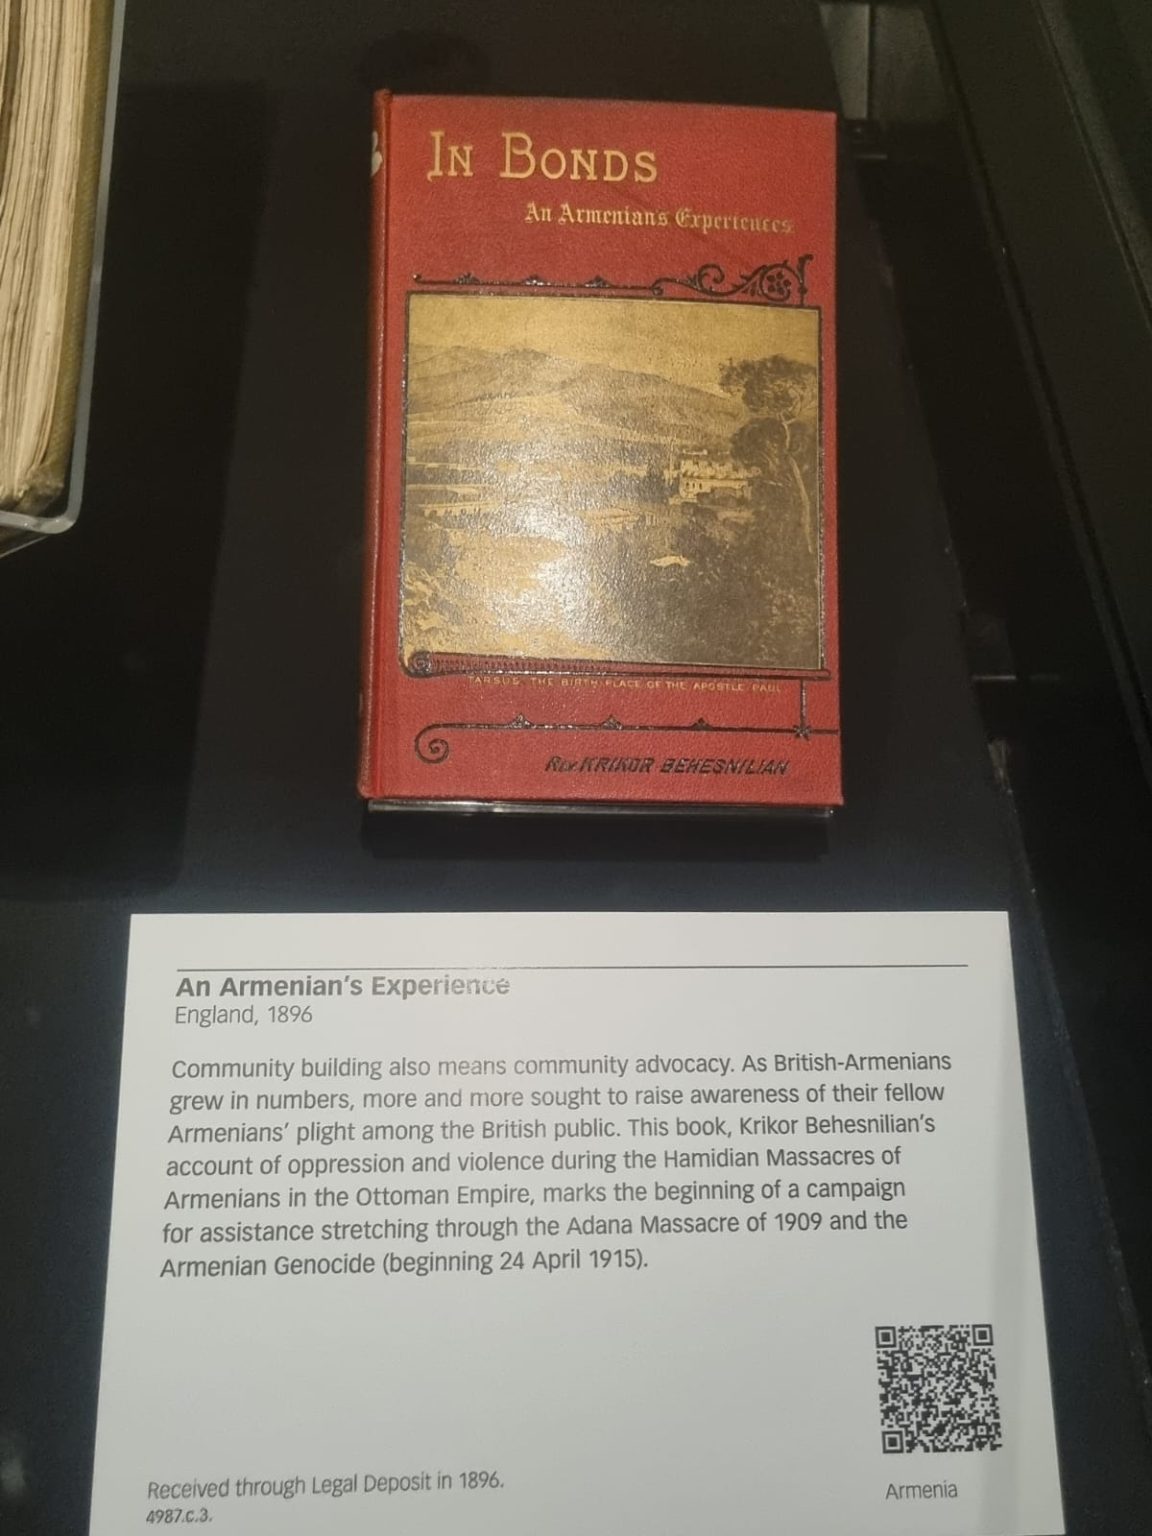 In Bonds
An Armenians Experiences
TARSUS, THE BIRTH PLACE OF THE APOSTLE PAUL
Rev. KRIKOR BEHESNILIAN
An Armenian's Experience
England, 1896
Community building also means community advocacy. As British-Armenians
grew in numbers, more and more sought to raise awareness of their fellow
Armenians' plight among the British public. This book, Krikor Behesnilian's
account of oppression and violence during the Hamidian Massacres of
Armenians in the Ottoman Empire, marks the beginning of a campaign
for assistance stretching through the Adana Massacre of 1909 and the
Armenian Genocide (beginning 24 April 1915).
Received through Legal Deposit in 1896.
4987.c.3.
Armenia